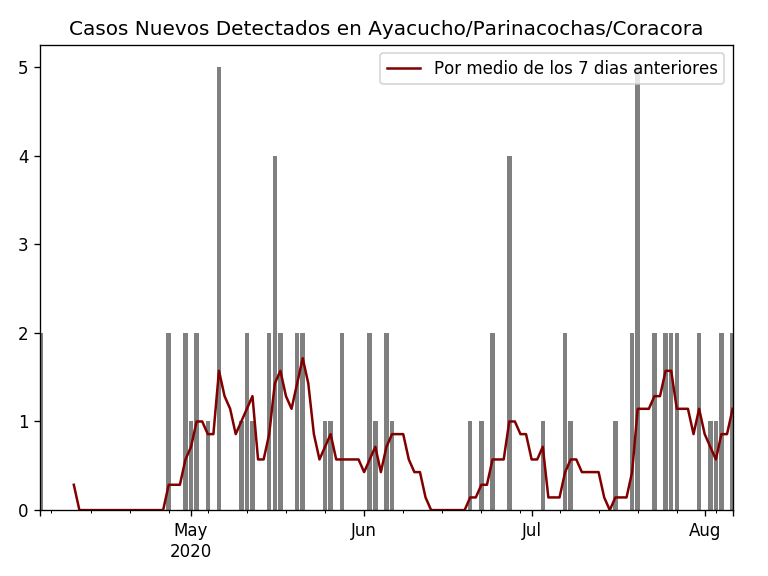 Casos Nuevos Detectados en Ayacucho/Parinacochas/Coracora
Por medio de los 7 dias anteriores
5
4
3
2
1
0
May
2020
Jun
Jul
Aug